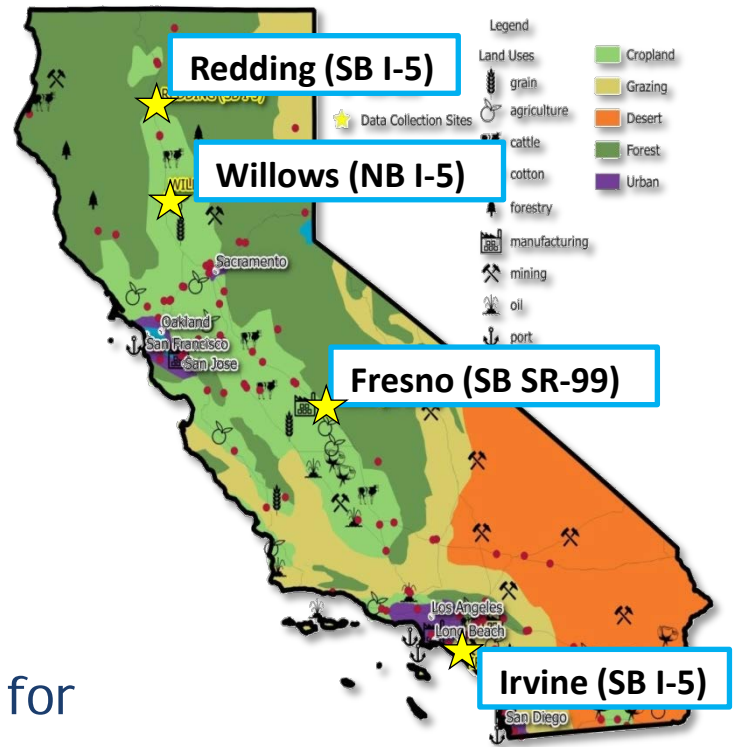 Legend
Land Uses
grain
agriculture
cattle
cotton
forestry
manufacturing
mining
oil
port
Cropland
Grazing
Desert
Forest
Urban
Data Collection Sites
Redding (SB I-5)
Willows (NB I-5)
Sacramento
Oakland
San Francisco
San Jose
Fresno (SB SR-99)
Los Angeles
Long Beach
Irvine (SB I-5)
San Diego
for